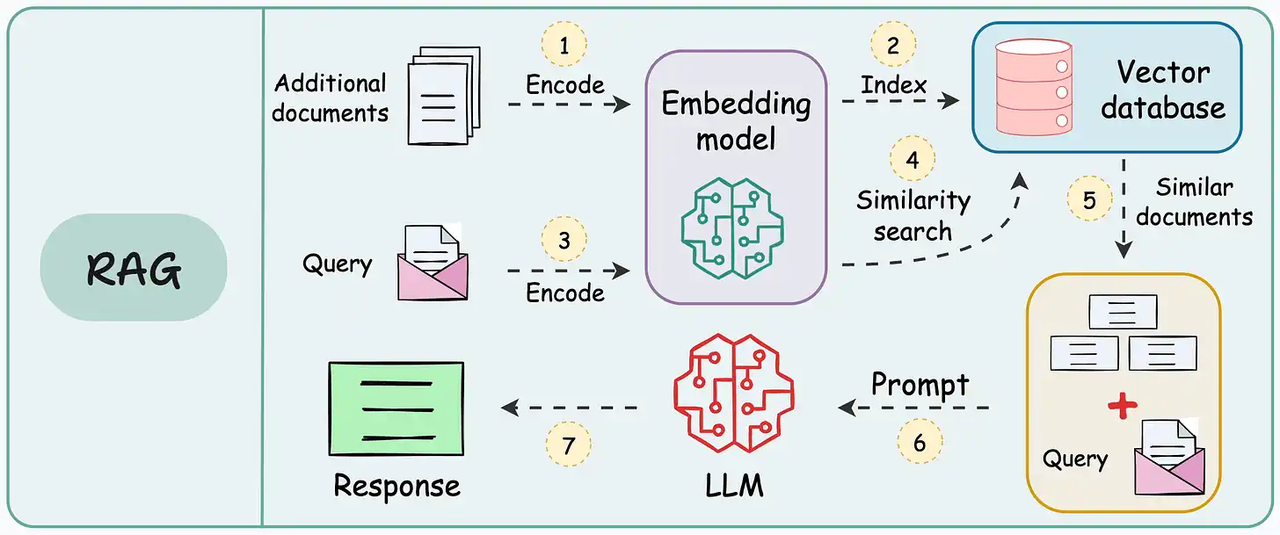 RAG
Additional
documents
1
Encode
Embedding
model
2
Index
Vector
database
Query
3
Encode
4
Similarity
search
5
Similar
documents
Query
Prompt
6
LLM
7
Response